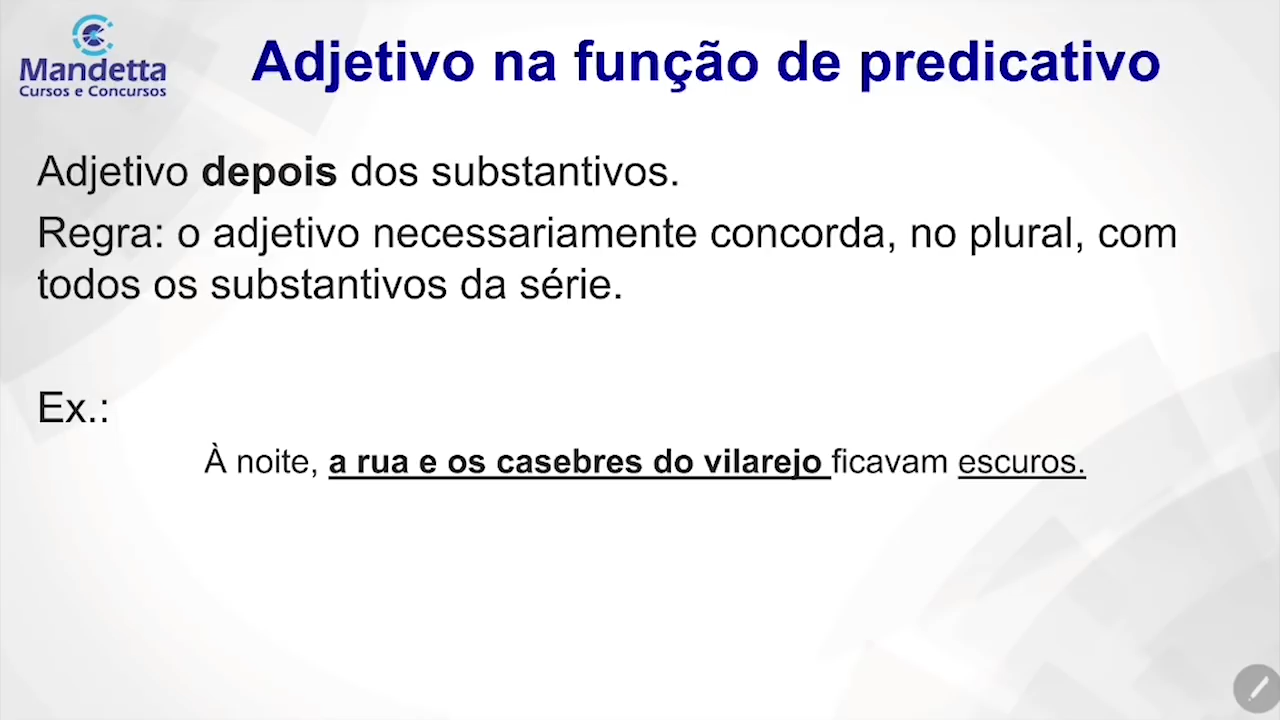 Mandetta
Cursos e Concursos
Adjetivo na função de predicativo
Adjetivo depois dos substantivos.
Regra: o adjetivo necessariamente concorda, no plural, com
todos os substantivos da série.
Ex.:
À noite, a rua e os casebres do vilarejo ficavam escuros.